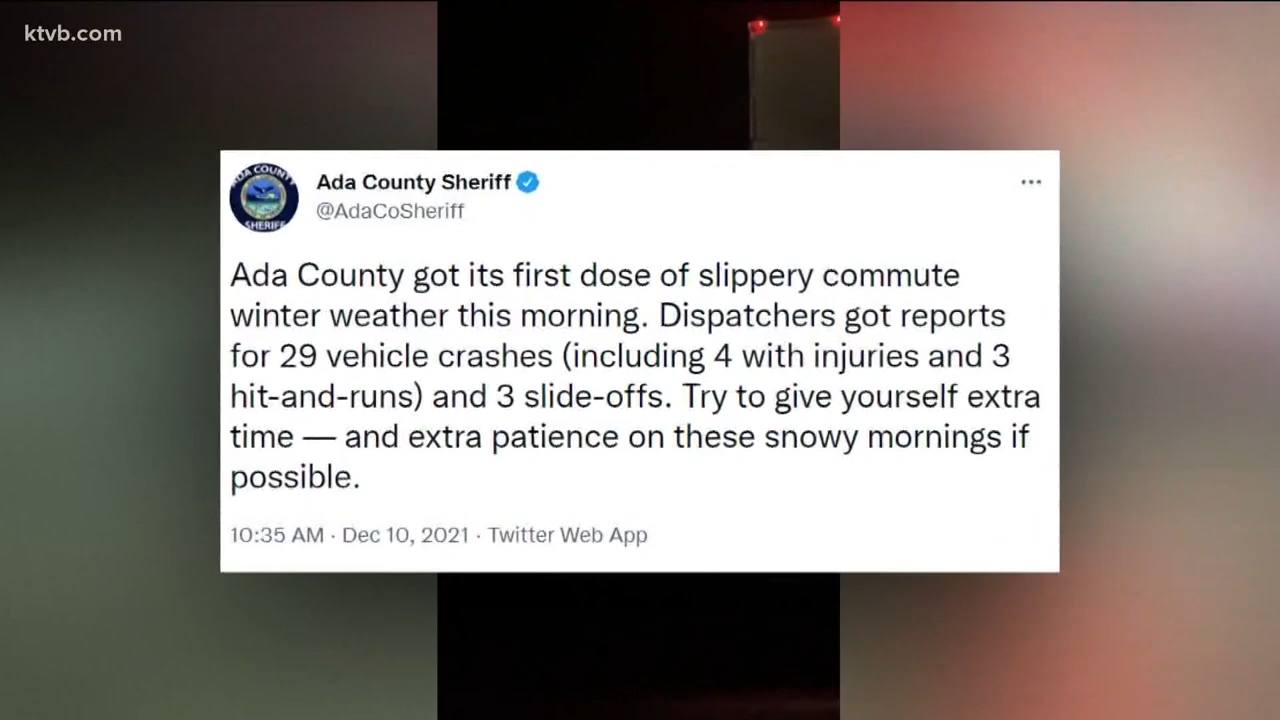 ktvb.com
ADA COUNTY
SHERIFF
Ada County Sheriff
@AdaCoSheriff
Ada County got its first dose of slippery commute
winter weather this morning. Dispatchers got reports
for 29 vehicle crashes (including 4 with injuries and 3
hit-and-runs) and 3 slide-offs. Try to give yourself extra
time — and extra patience on these snowy mornings if
possible.
10:35 AM · Dec 10, 2021 · Twitter Web App